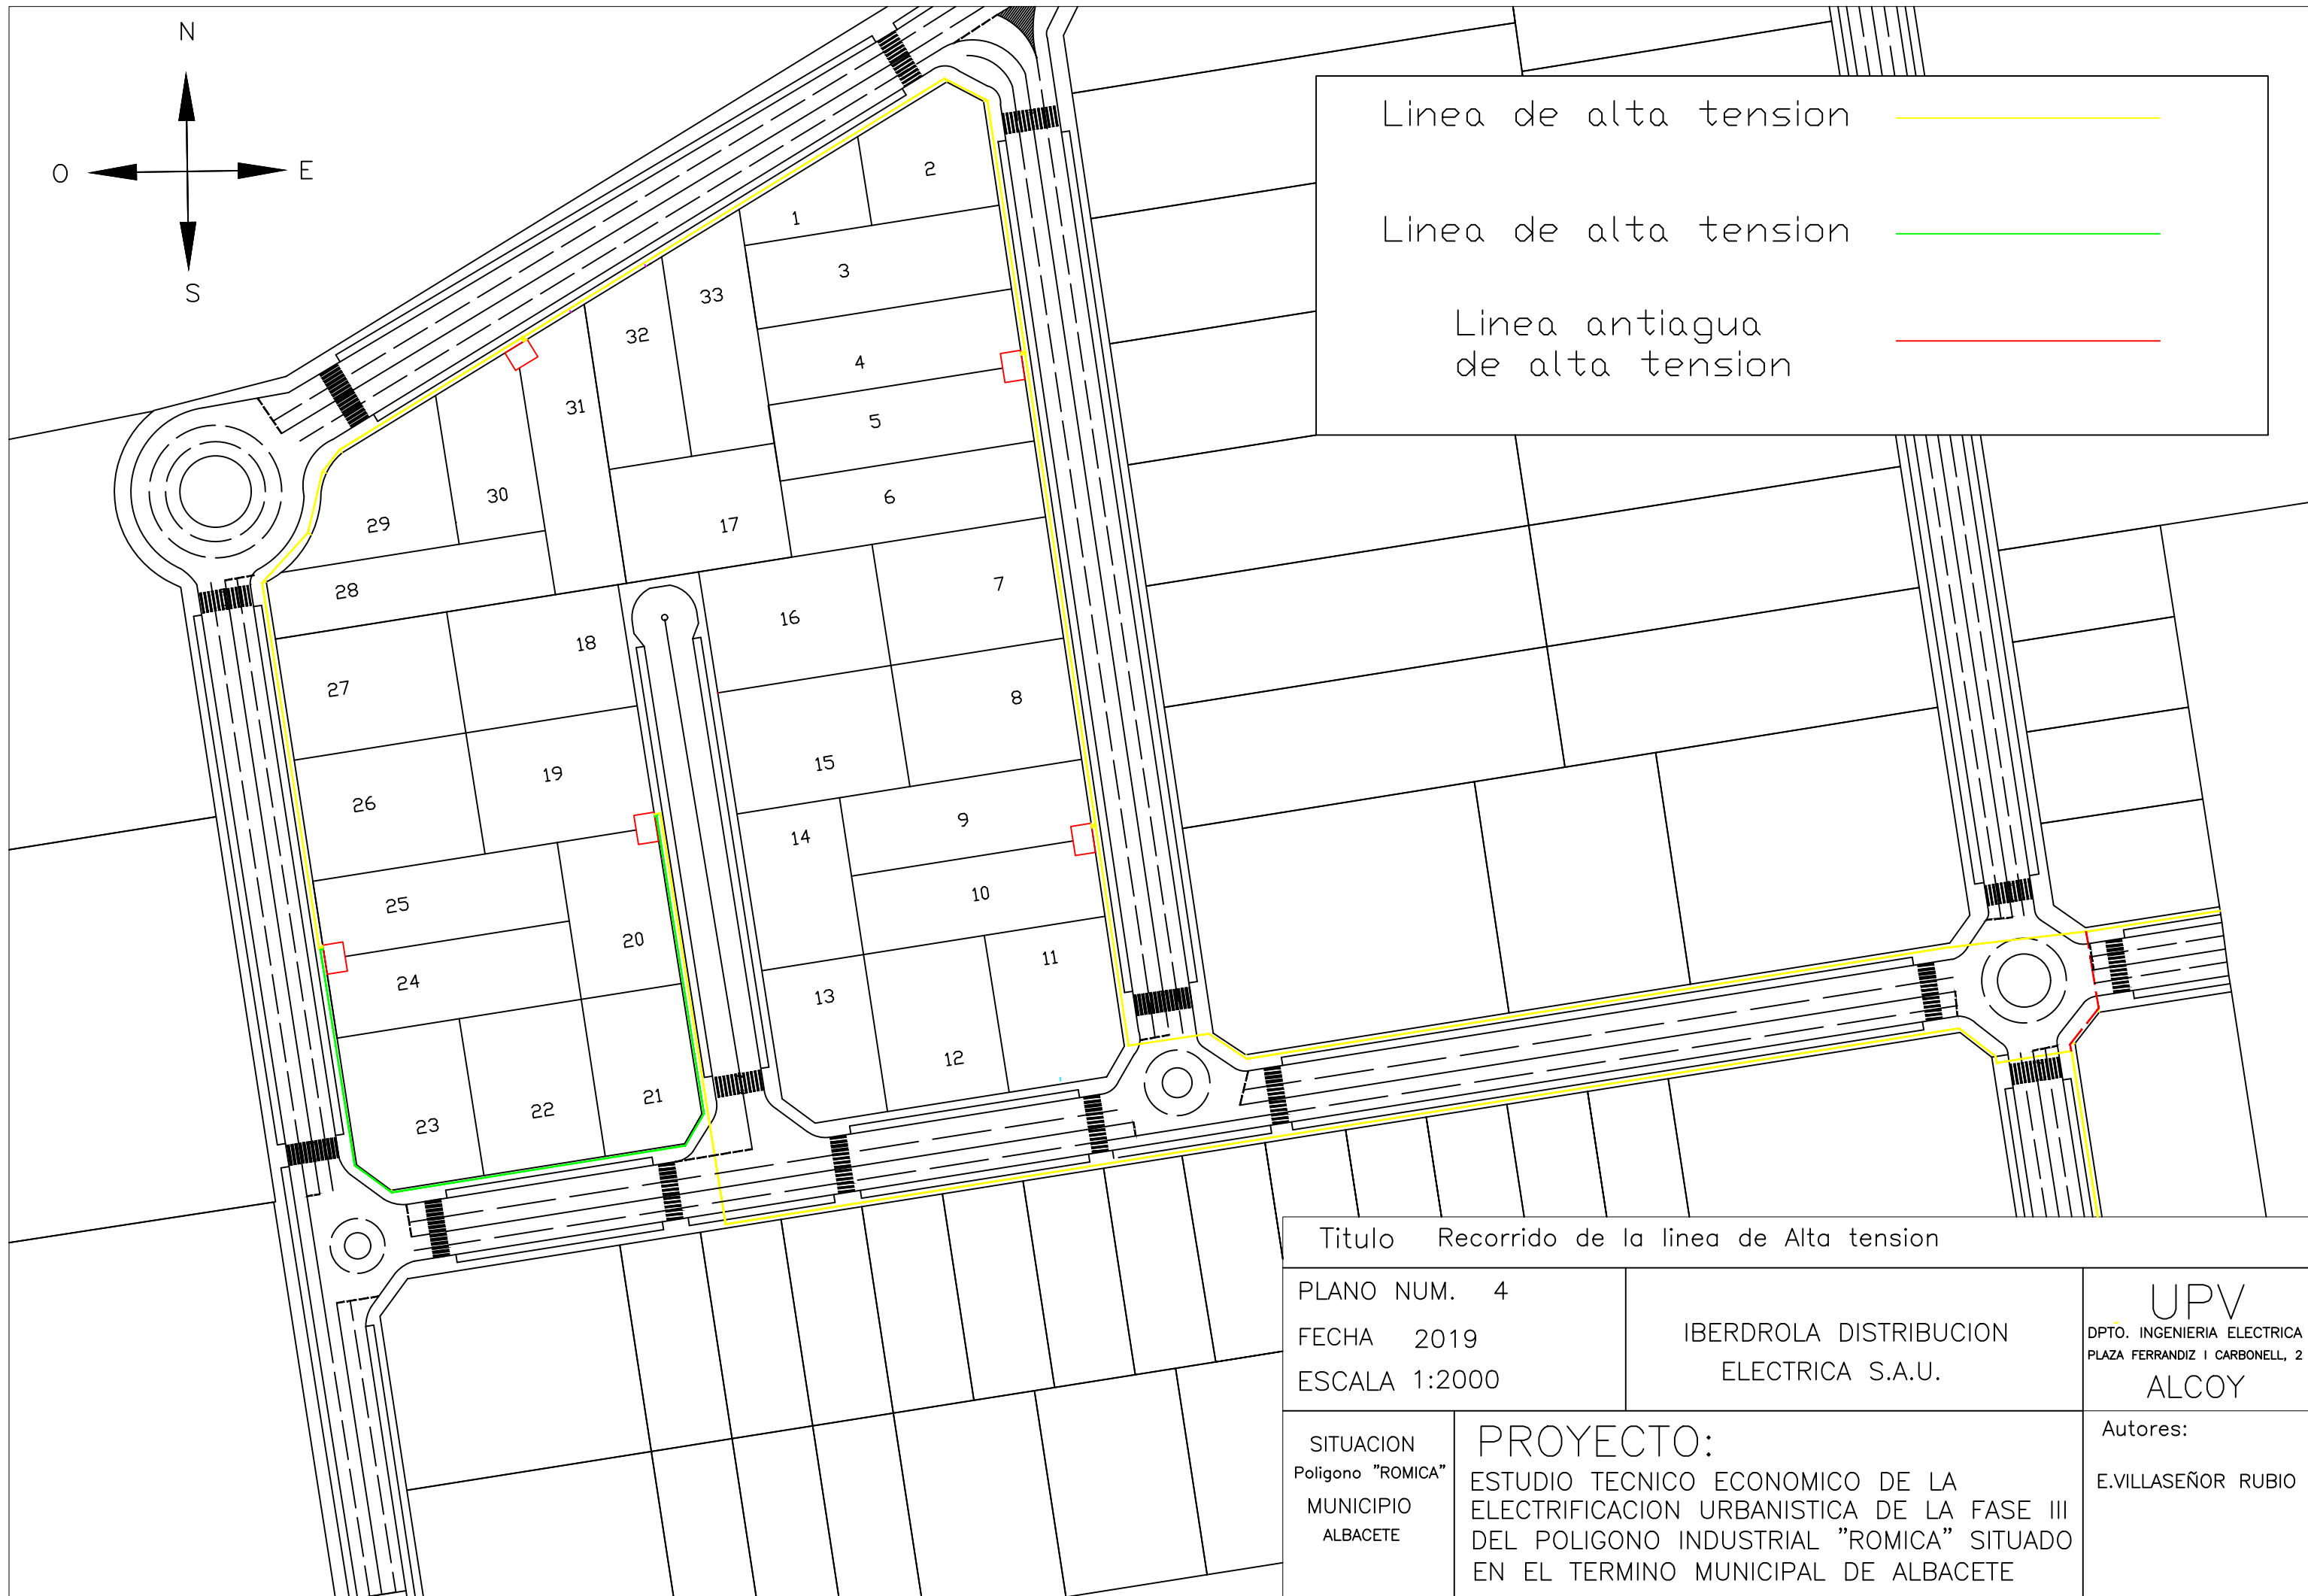 N
O
E
S
Linea de alta tension
Linea de alta tension
Linea antiagua
de alta tension
2
1
3
33
32
4
31
5
30
6
29
17
28
7
16
18
27
8
15
19
26
9
14
10
25
20
11
24
13
12
21
22
23
Titulo Recorrido de la linea de Alta tension
PLANO NUM. 4
FECHA 2019
ESCALA 1:2000
IBERDROLA DISTRIBUCION
ELECTRICA S.A.U.
UPV
DPTO. INGENIERIA ELECTRICA
PLAZA FERRANDIZ I CARBONELL, 2
ALCOY
SITUACION
Poligono "ROMICA"
MUNICIPIO
ALBACETE
PROYECTO:
ESTUDIO TECNICO ECONOMICO DE LA
ELECTRIFICACION URBANISTICA DE LA FASE III
DEL POLIGONO INDUSTRIAL "ROMICA" SITUADO
EN EL TERMINO MUNICIPAL DE ALBACETE
Autores:
E.VILLASEÑOR RUBIO